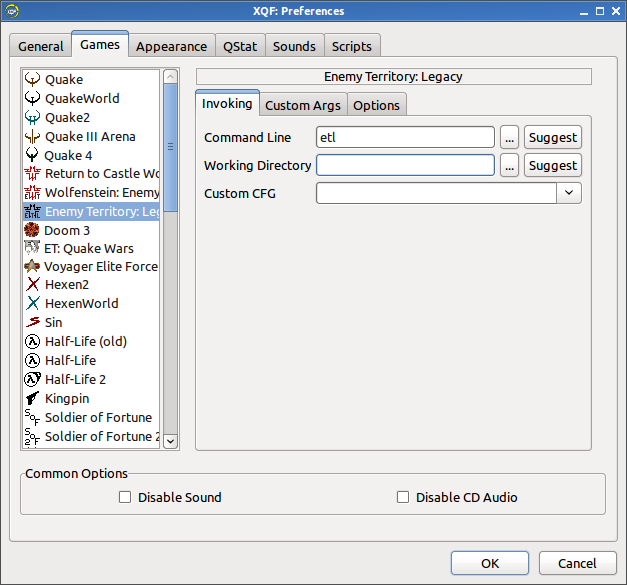 XQF: Preferences
General Games Appearance QStat Sounds Scripts
Quake
QuakeWorld
Quake2
Quake III Arena
Quake 4
Return to Castle Wo
Wolfenstein: Enemy
Enemy Territory: Leg
Doom 3
ET: Quake Wars
Voyager Elite Force
Hexen2
HexenWorld
Sin
Half-Life (old)
Half-Life
Half-Life 2
Kingpin
Soldier of Fortune
Soldier of Fortune 2
Enemy Territory: Legacy
Invoking Custom Args Options
Command Line etl ... Suggest
Working Directory ... Suggest
Custom CFG
Common Options
Disable Sound Disable CD Audio
OK Cancel